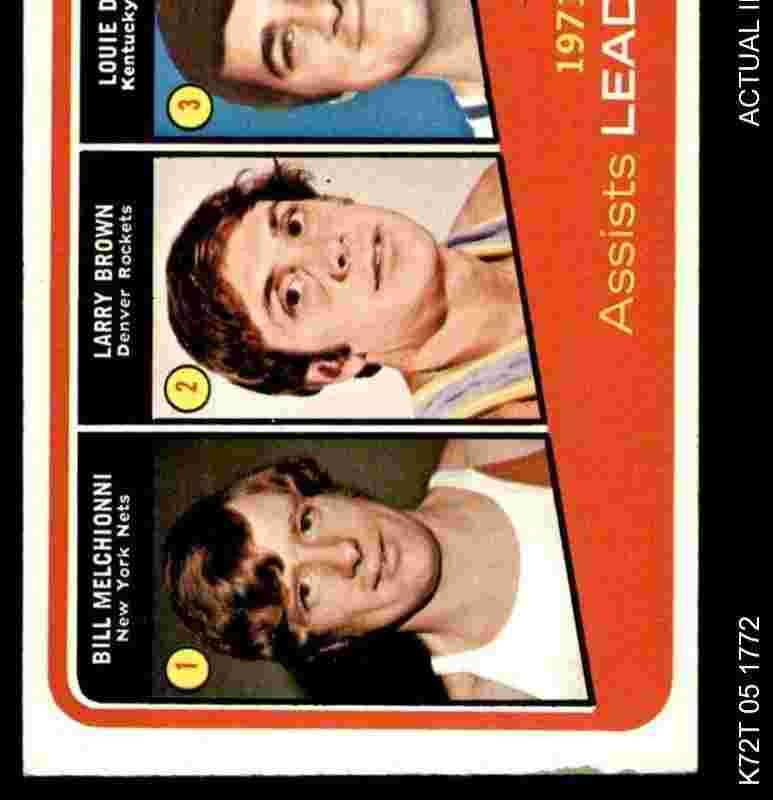 BILL MELCHIONNI
New York Nets
1
LARRY BROWN
Denver Rockets
2
LOUIE D
Kentucky
3
Assists LEAD
1971
K72T 05 1772
ACTUAL I